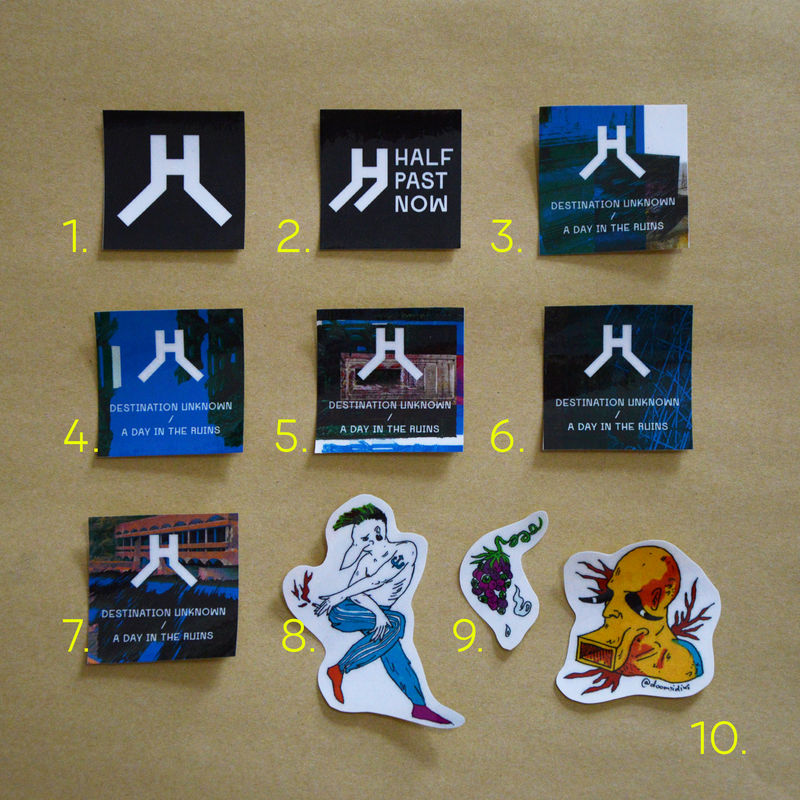 HALF
PAST
NOW
1.
2.
3.
DESTINATION UNKNOWN
/
A DAY IN THE RUINS
DESTINATION UNKNOWN
/
A DAY IN THE RUINS
4.
DESTINATION UNKNOWN
/
A DAY IN THE RUINS
5.
DESTINATION UNKNOWN
/
A DAY IN THE RUINS
6.
DESTINATION UNKNOWN
/
A DAY IN THE RUINS
7.
8.
9.
10.